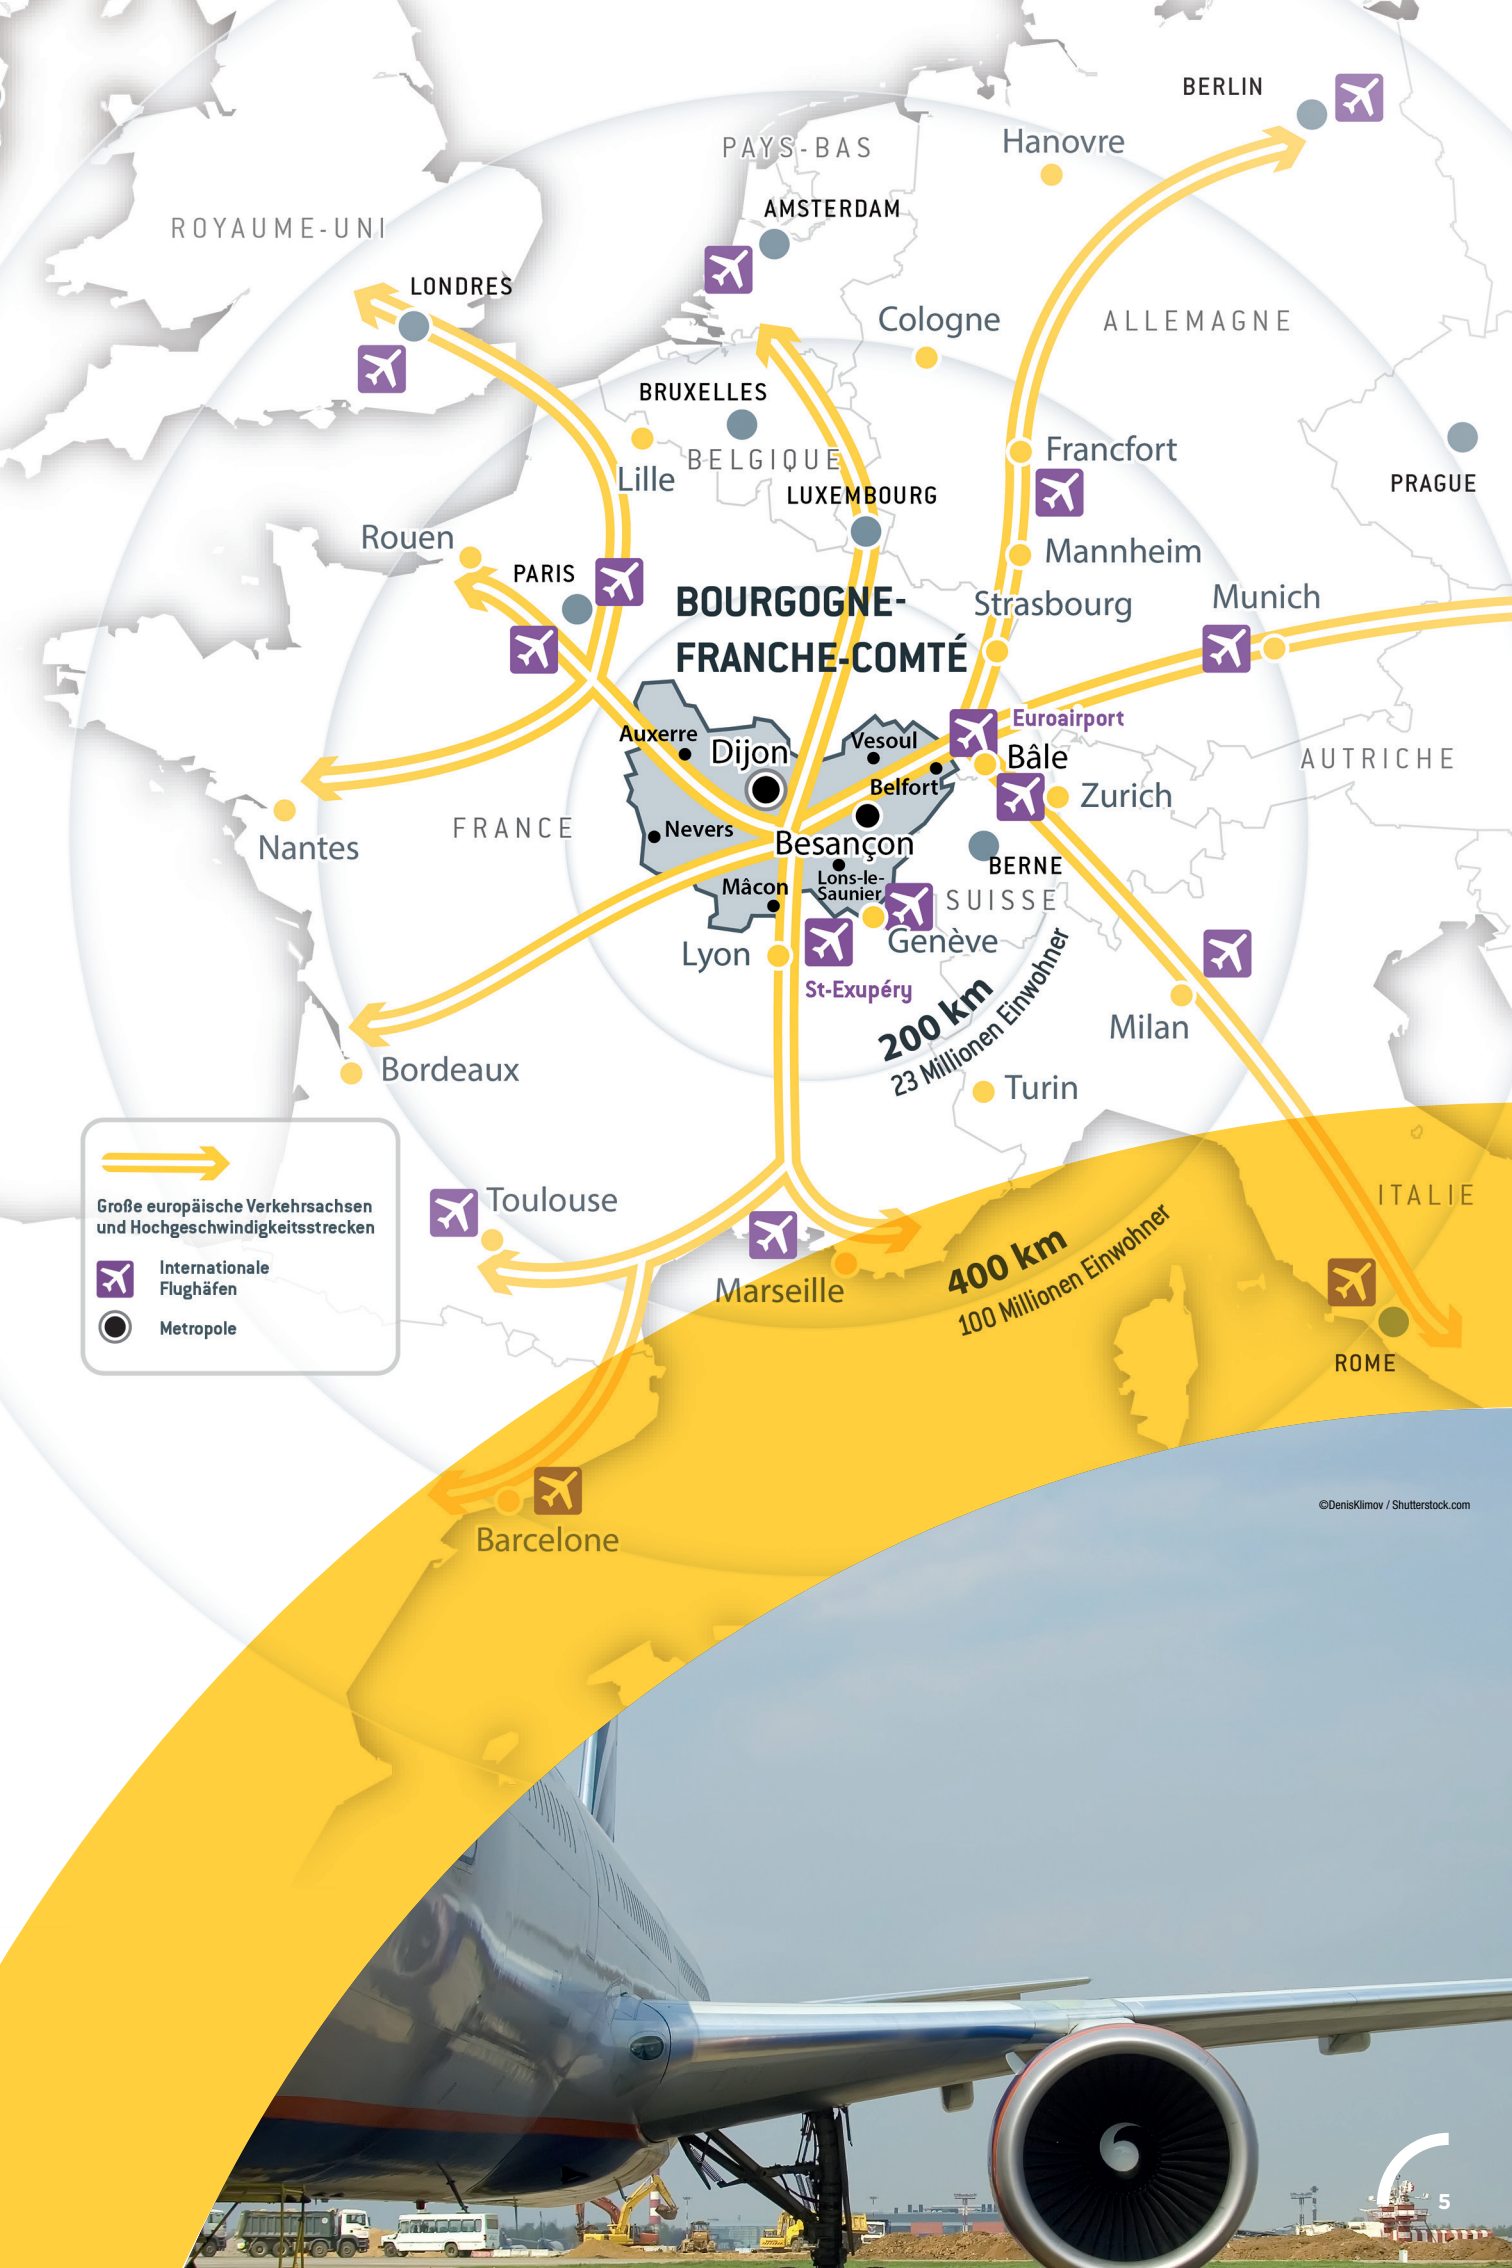 BERLIN
Hanovre
PAYS-BAS
AMSTERDAM
ROYAUME-UNI
LONDRES
Cologne
ALLEMAGNE
BRUXELLES
BELGIQUE
Lille
LUXEMBOURG
Francfort
PRAGUE
Rouen
PARIS
Mannheim
BOURGOGNE-
FRANCHE-COMTÉ
Strasbourg
Munich
Euroairport
Auxerre
Dijon
Vesoul
Bâle
AUTRICHE
Belfort
Zurich
FRANCE
Nevers
Besançon
Nantes
BERNE
Mâcon
Lons-le-
Saunier
SUISSE
Genève
Lyon
St-Exupéry
200 km
23 Millionen Einwohner
Milan
Bordeaux
Turin
Große europäische Verkehrsachsen
und Hochgeschwindigkeitsstrecken
Internationale
Flughäfen
Metropole
Toulouse
ITALIE
Marseille
400 km
100 Millionen Einwohner
ROME
Barcelone
©DenisKlimov / Shutterstock.com
5